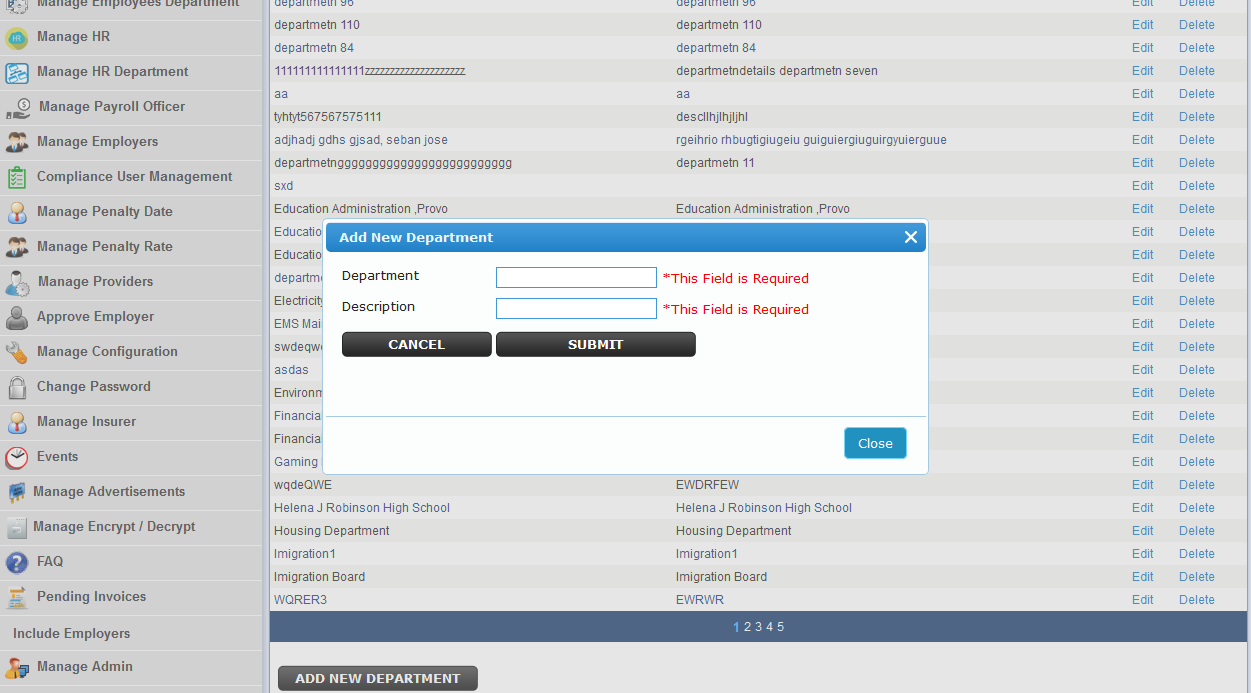 Manage Employees Department
Manage HR
Manage HR Department
Manage Payroll Officer
Manage Employers
Compliance User Management
Manage Penalty Date
Manage Penalty Rate
Manage Providers
Approve Employer
Manage Configuration
Change Password
Manage Insurer
Events
Manage Advertisements
Manage Encrypt / Decrypt
FAQ
Pending Invoices
Include Employers
Manage Admin
departmetn 96 departmetn 96 Edit Delete
departmetn 110 departmetn 110 Edit Delete
departmetn 84 departmetn 84 Edit Delete
departmetndetails departmetn seven Edit Delete
aa aa Edit Delete
tyhtyt567567575111 descllhjlhjljhl Edit Delete
adjhadj gdhs gjsad, seban jose rgeihrio rhbugtigiugeiu guiguiergiuguirgyuierguue Edit Delete
departmetn 11 Edit Delete
sxd Edit Delete
Education Administration ,Provo Education Administration ,Provo Edit Delete
Educatio Edit Delete
Educatio Edit Delete
departme Edit Delete
Electricity Edit Delete
EMS Mai Edit Delete
swdeqw Edit Delete
asdas Edit Delete
Environm Edit Delete
Financia Edit Delete
Financia Edit Delete
Gaming Edit Delete
wqdeQWE EWDRFEW Edit Delete
Helena J Robinson High School Helena J Robinson High School Edit Delete
Housing Department Housing Department Edit Delete
Imigration1 Imigration1 Edit Delete
Imigration Board Imigration Board Edit Delete
WQRER3 EWRWR Edit Delete
1 2 3 4 5
ADD NEW DEPARTMENT
Add New Department
Department *This Field is Required
Description *This Field is Required
CANCEL SUBMIT
Close